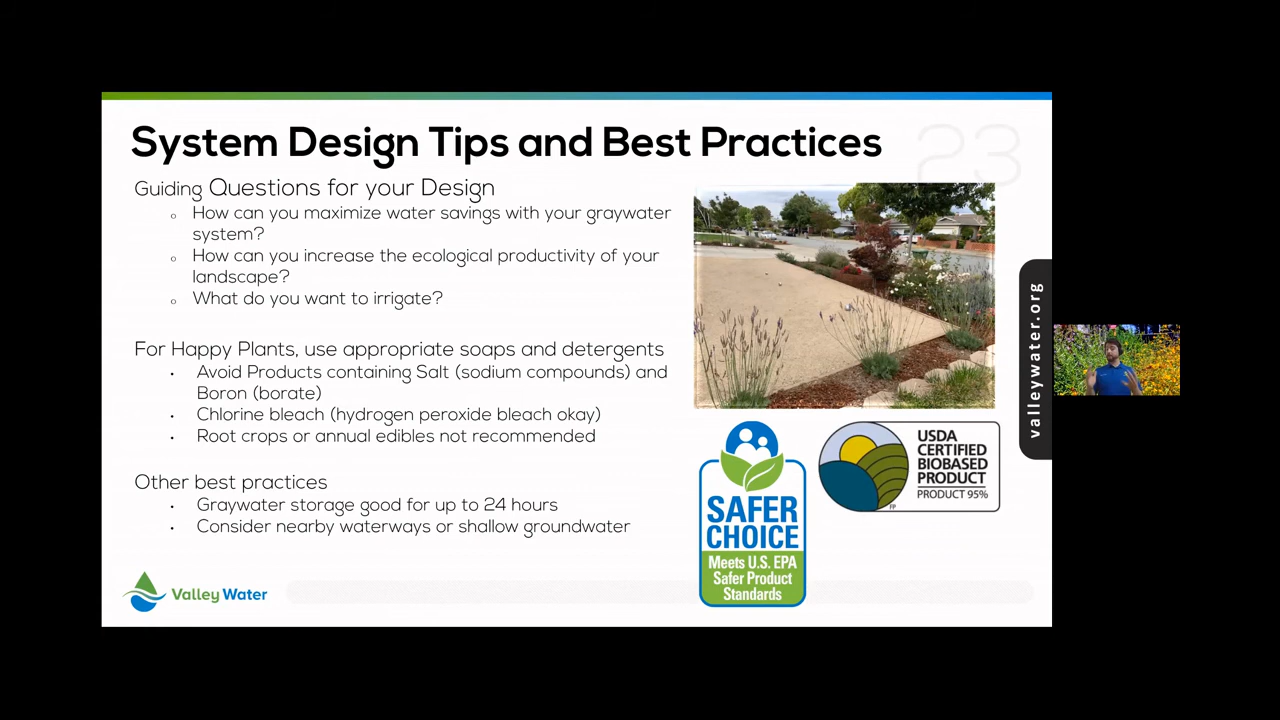 System Design Tips and Best Practices
23
Guiding Questions for your Design
How can you maximize water savings with your graywater
system?
How can you increase the ecological productivity of your
landscape?
What do you want to irrigate?
For Happy Plants, use appropriate soaps and detergents
Avoid Products containing Salt (sodium compounds) and
Boron (borate)
Chlorine bleach (hydrogen peroxide bleach okay)
Root crops or annual edibles not recommended
Other best practices
Graywater storage good for up to 24 hours
Consider nearby waterways or shallow groundwater
SAFER
CHOICE
Meets U.S. EPA
Safer Product
Standards
USDA
CERTIFIED
BIOBASED
PRODUCT
PRODUCT 95%
FP
valleywater.org
Valley Water